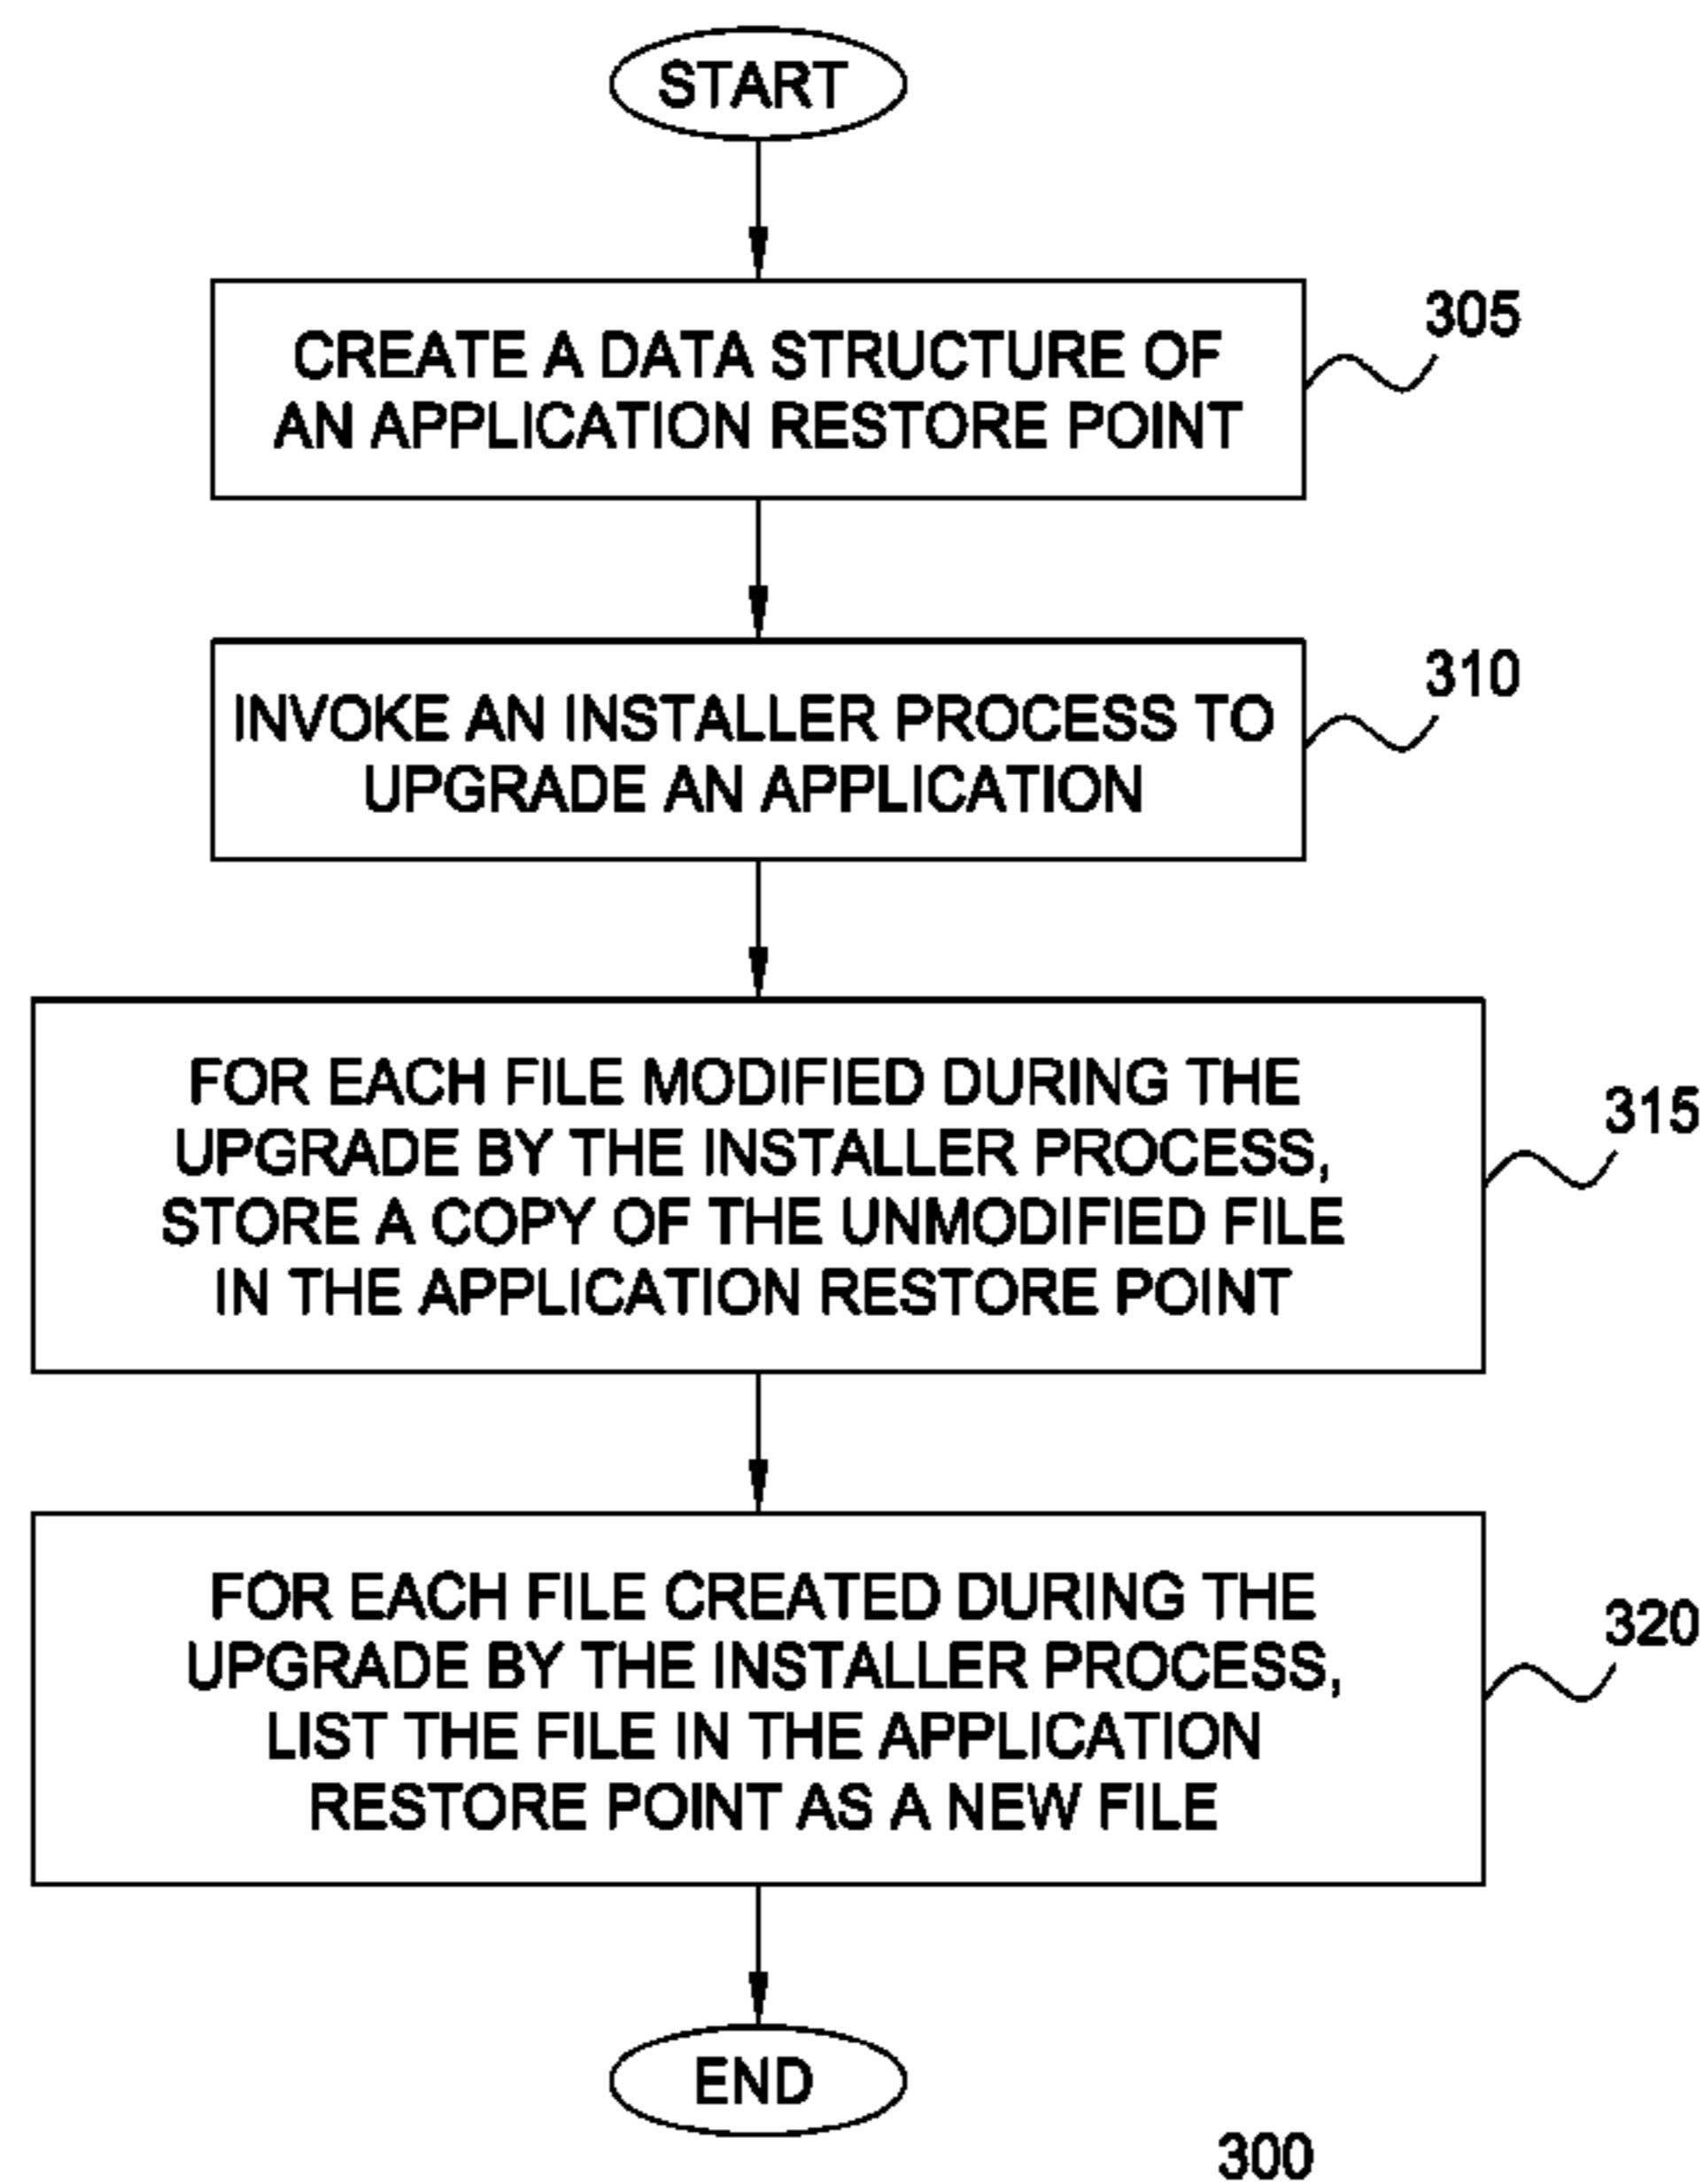 START
CREATE A DATA STRUCTURE OF
AN APPLICATION RESTORE POINT
305
INVOKE AN INSTALLER PROCESS TO
UPGRADE AN APPLICATION
310
FOR EACH FILE MODIFIED DURING THE
UPGRADE BY THE INSTALLER PROCESS,
STORE A COPY OF THE UNMODIFIED FILE
IN THE APPLICATION RESTORE POINT
315
FOR EACH FILE CREATED DURING THE
UPGRADE BY THE INSTALLER PROCESS,
LIST THE FILE IN THE APPLICATION
RESTORE POINT AS A NEW FILE
320
END
300